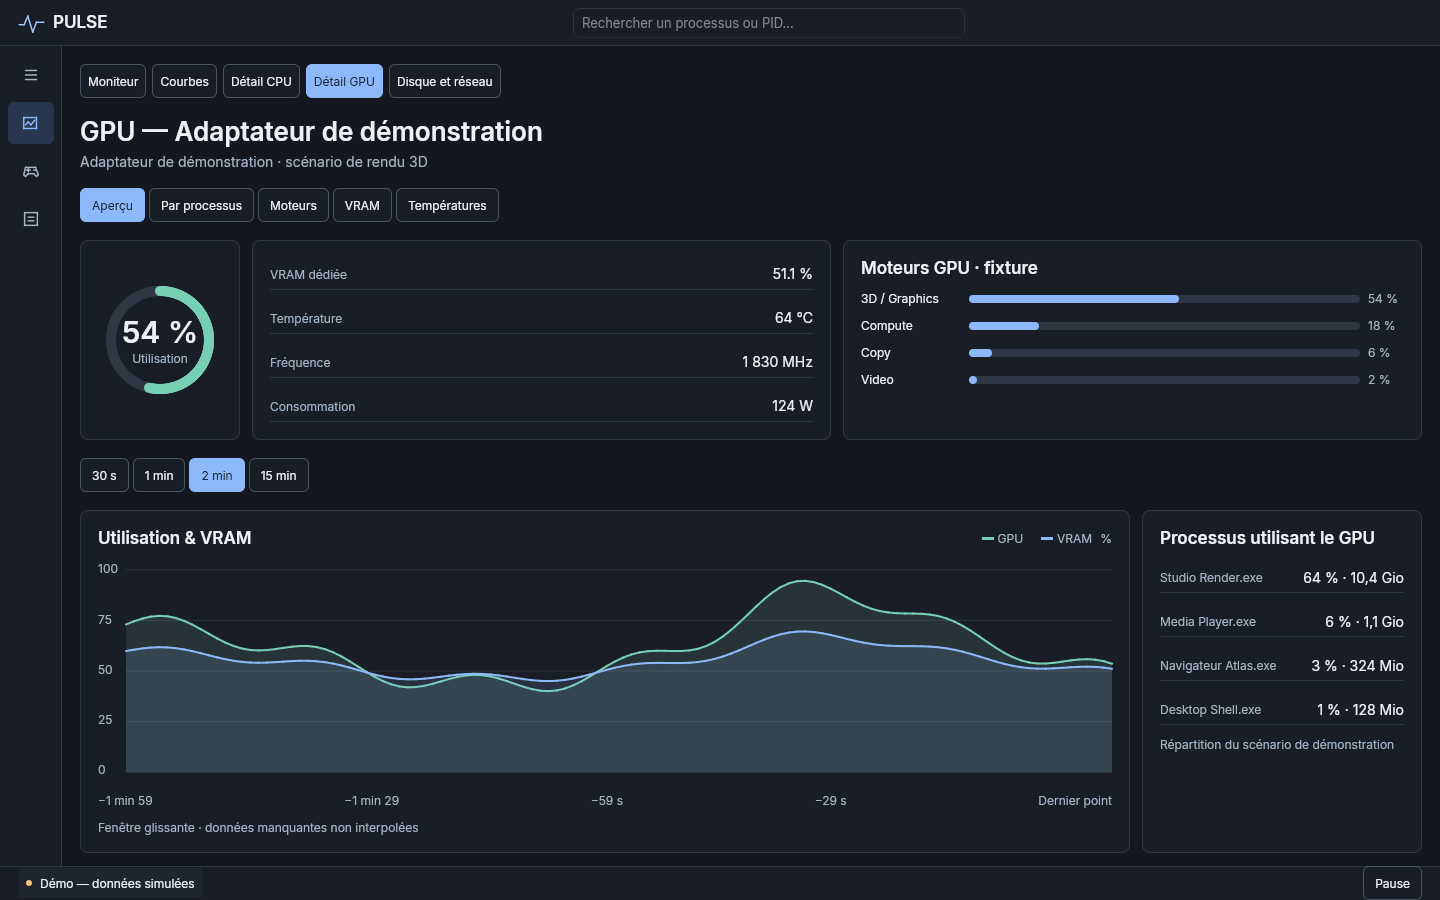 PULSE
Rechercher un processus ou PID...
Moniteur
Courbes
Détail CPU
Détail GPU
Disque et réseau
GPU — Adaptateur de démonstration
Adaptateur de démonstration · scénario de rendu 3D
Aperçu
Par processus
Moteurs
VRAM
Températures
54 %
Utilisation
VRAM dédiée 51.1 %
Température 64 °C
Fréquence 1 830 MHz
Consommation 124 W
Moteurs GPU · fixture
3D / Graphics 54 %
Compute 18 %
Copy 6 %
Video 2 %
30 s
1 min
2 min
15 min
Utilisation & VRAM
GPU
VRAM %
100
75
50
25
0
−1 min 59
−1 min 29
−59 s
−29 s
Dernier point
Fenêtre glissante · données manquantes non interpolées
Processus utilisant le GPU
Studio Render.exe 64 % · 10,4 Gio
Media Player.exe 6 % · 1,1 Gio
Navigateur Atlas.exe 3 % · 324 Mio
Desktop Shell.exe 1 % · 128 Mio
Répartition du scénario de démonstration
Démo — données simulées
Pause